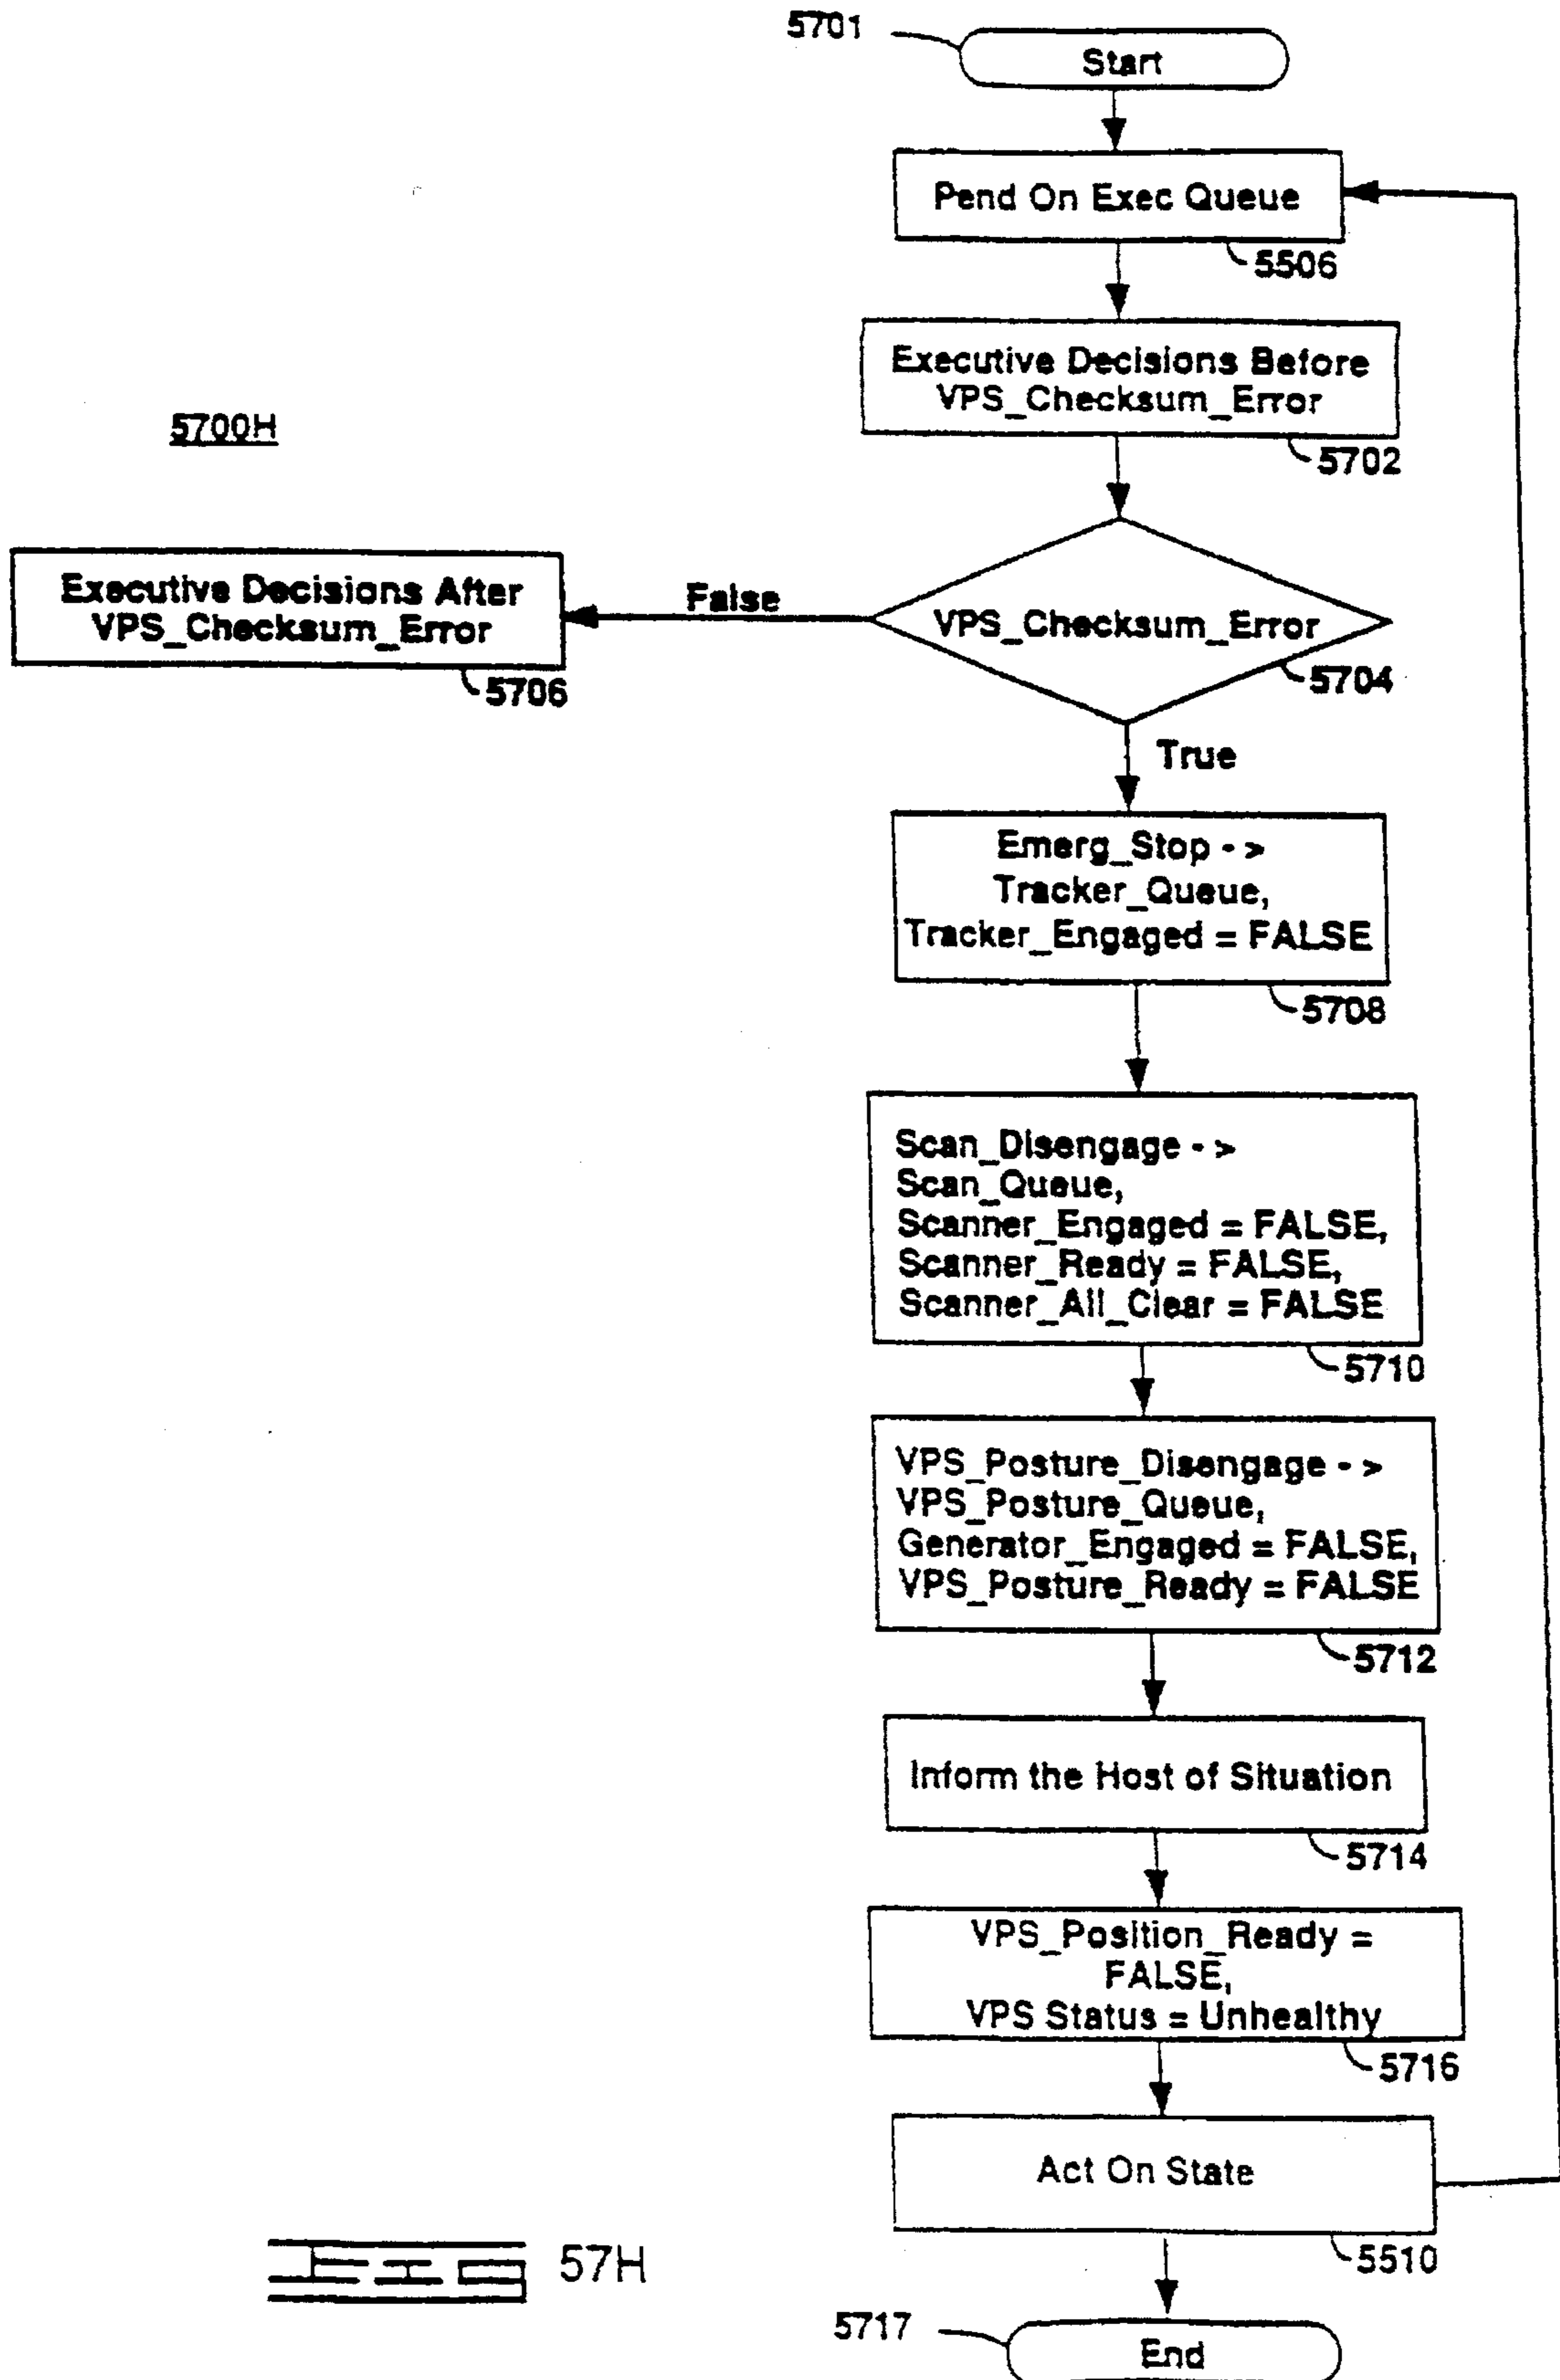 5701
Start
Pend On Exec Queue
5506
Executive Decisions Before
VPS_Checksum_Error
5702
5700H
Executive Decisions After
VPS_Checksum_Error
5706
False
VPS_Checksum_Error
5704
True
Emerg_Stop - >
Tracker_Queue,
Tracker_Engaged = FALSE
5708
Scan_Disengage - >
Scan_Queue,
Scanner_Engaged = FALSE,
Scanner_Ready = FALSE,
Scanner_All_Clear = FALSE
5710
VPS_Posture_Disengage - >
VPS_Posture_Queue,
Generator_Engaged = FALSE,
VPS_Posture_Ready = FALSE
5712
Inform the Host of Situation
5714
VPS_Position_Ready =
FALSE,
VPS Status = Unhealthy
5716
Act On State
5510
FIG 57H
5717
End